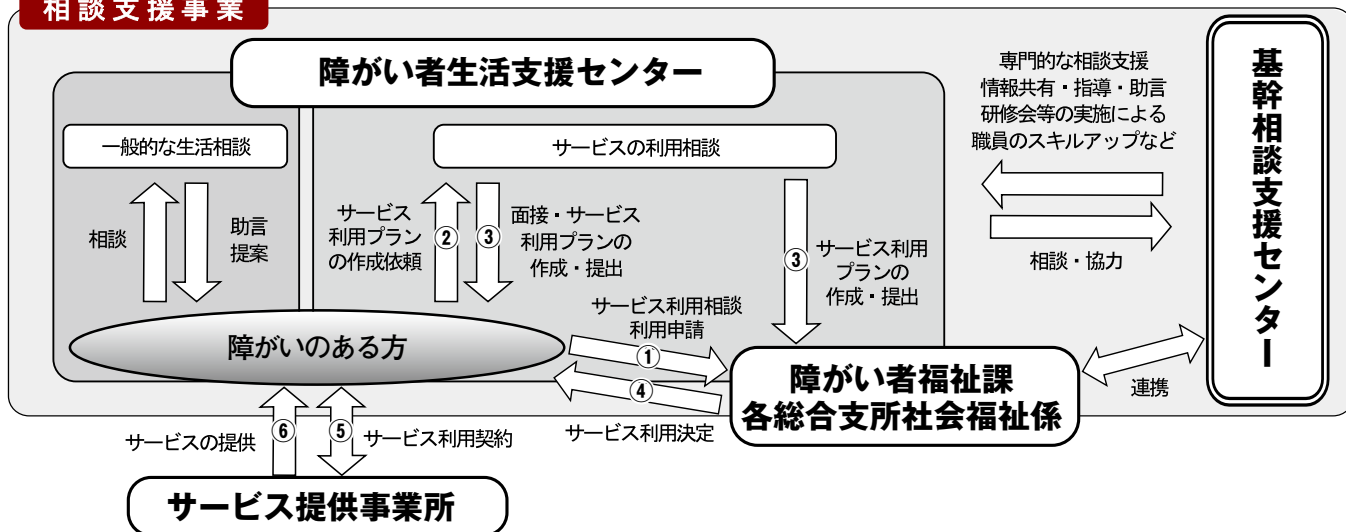 相談支援事業
障がい者生活支援センター
一般的な生活相談
サービスの利用相談
相談
助言
提案
サービス
利用プラン
の作成依頼
②
③
面接・サービス
利用プランの
作成・提出
③
サービス利用
プランの
作成・提出
専門的な相談支援
情報共有・指導・助言
研修会等の実施による
職員のスキルアップなど
相談・協力
基幹相談支援センター
障がいのある方
サービス利用相談
利用申請
①
④
サービス利用決定
障がい者福祉課
各総合支所社会福祉係
連携
サービスの提供
⑥
⑤
サービス利用契約
サービス提供事業所